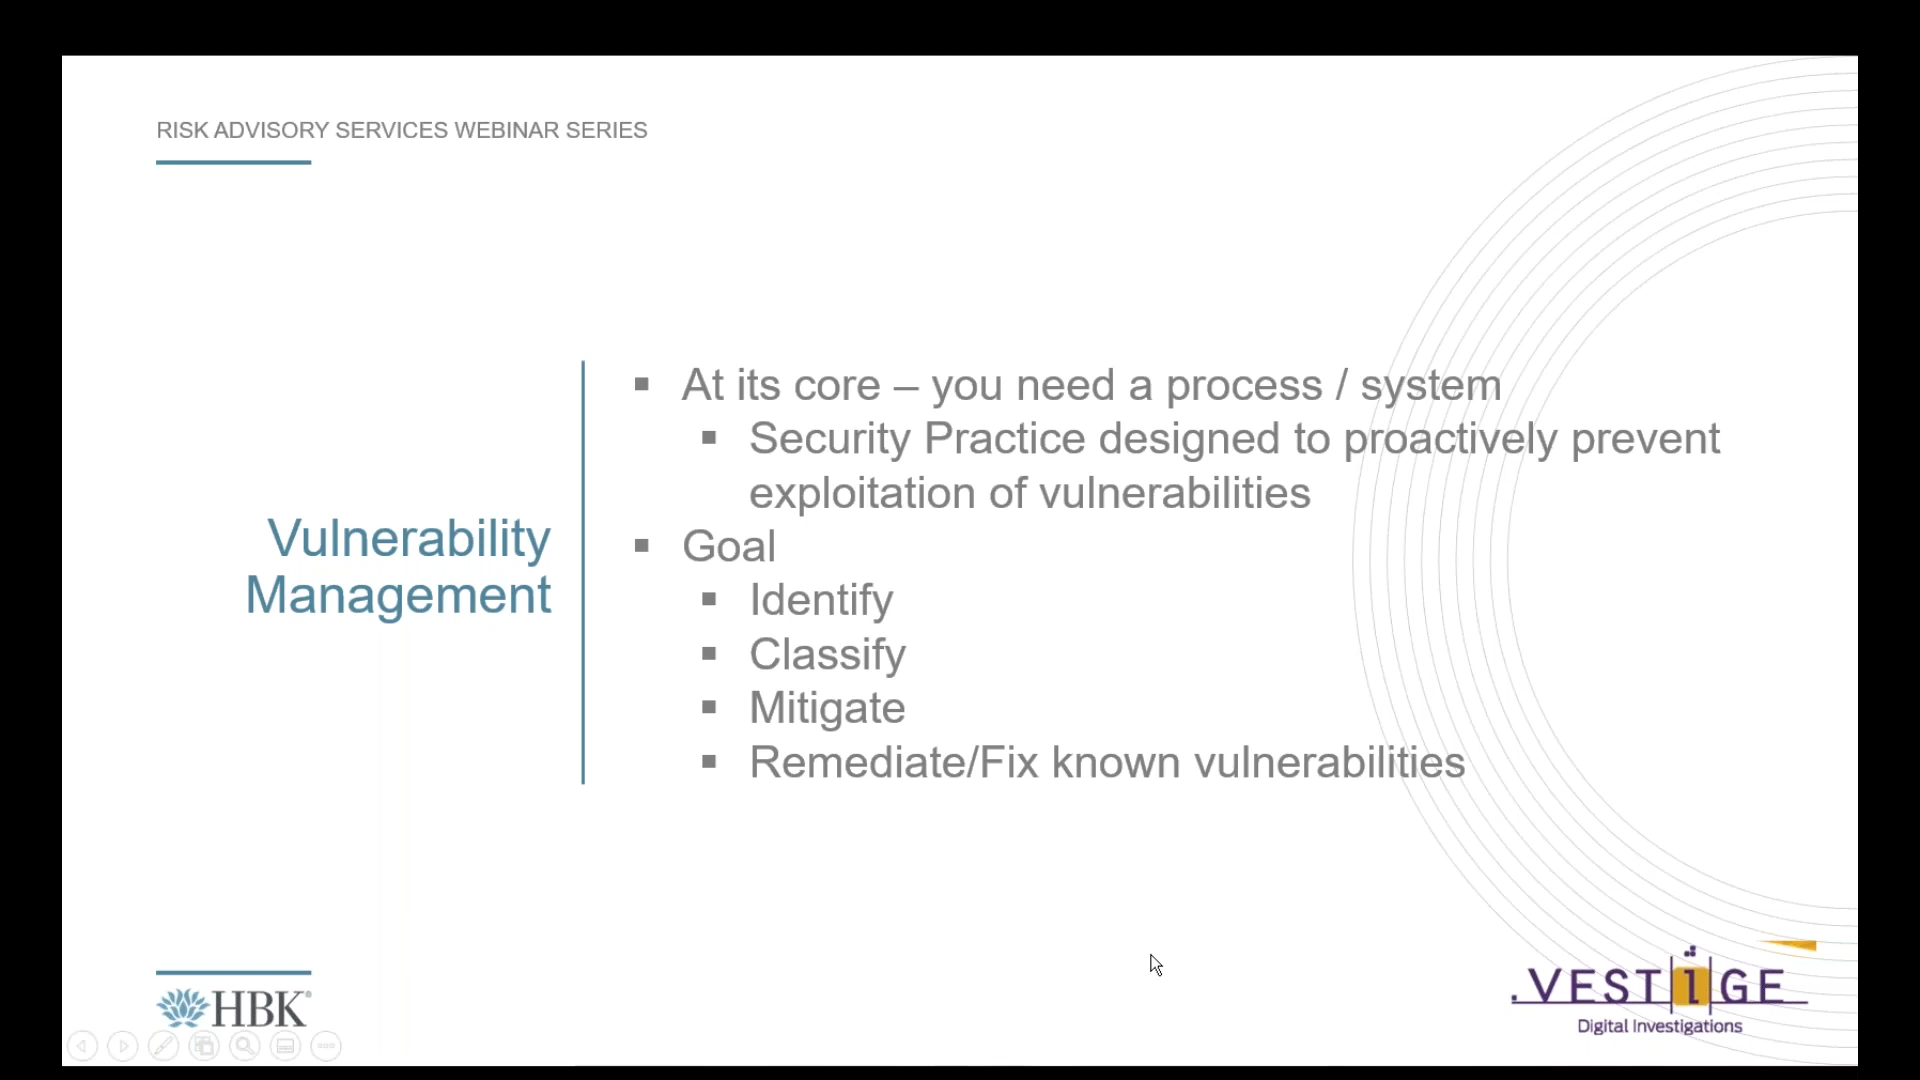 RISK ADVISORY SERVICES WEBINAR SERIES
Vulnerability
Management
▪ At its core – you need a process / system
▪ Security Practice designed to proactively prevent
exploitation of vulnerabilities
▪ Goal
▪ Identify
▪ Classify
▪ Mitigate
▪ Remediate/Fix known vulnerabilities
HBK®
VESTIGE
Digital Investigations